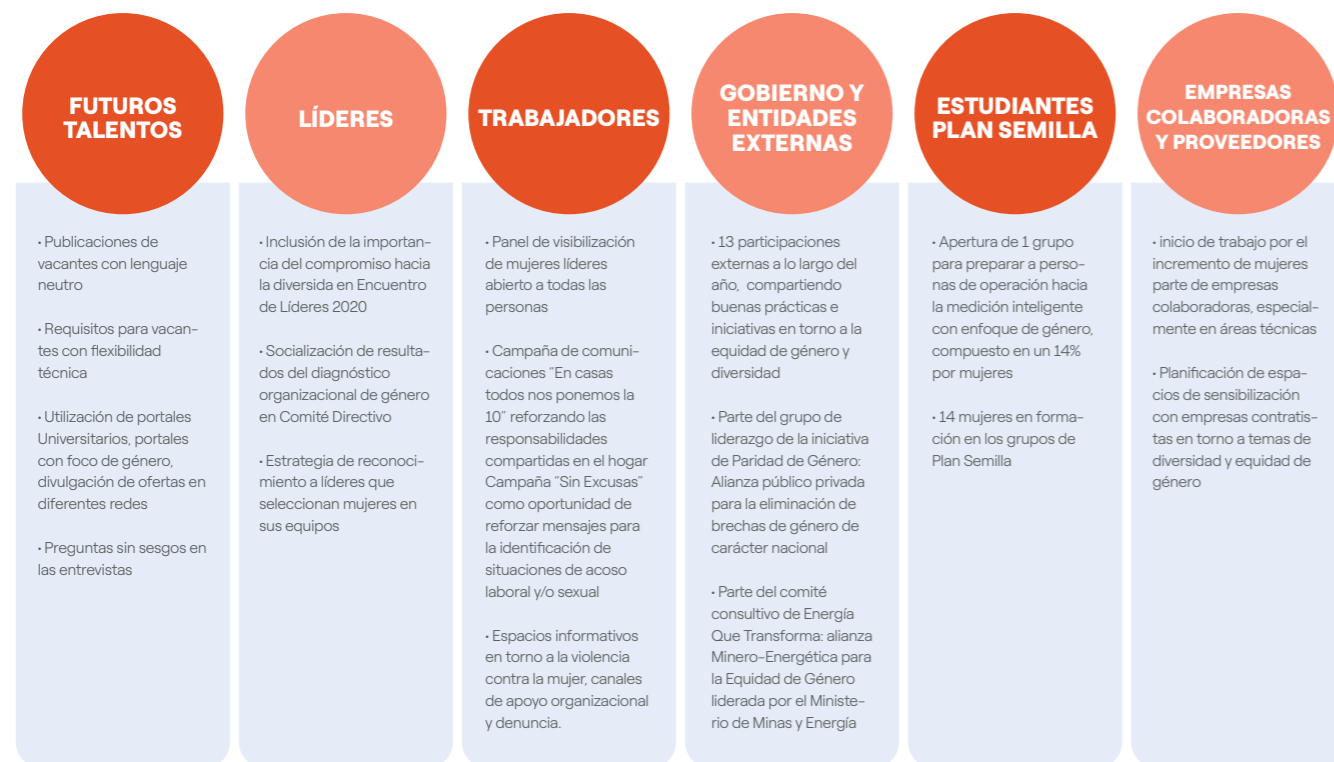 FUTUROS
TALENTOS
· Publicaciones de
vacantes con lenguaje
neutro
· Requisitos para vacan-
tes con flexibilidad
técnica
· Utilización de portales
Universitarios, portales
con foco de género,
divulgación de ofertas en
diferentes redes
· Preguntas sin sesgos en
las entrevistas
LÍDERES
· Inclusión de la importan-
cia del compromiso hacia
la diversida en Encuentro
de Líderes 2020
· Socialización de resulta-
dos del diagnóstico
organizacional de género
en Comité Directivo
· Estrategia de reconoci-
miento a líderes que
seleccionan mujeres en
sus equipos
TRABAJADORES
· Panel de visibilización
de mujeres líderes
abierto a todas las
personas
· Campaña de comuni-
caciones "En casas
todos nos ponemos la
10" reforzando las
responsabilidades
compartidas en el hogar
Campaña "Sin Excusas"
como oportunidad de
reforzar mensajes para
la identificación de
situaciones de acoso
laboral y/o sexual
· Espacios informativos
en torno a la violencia
contra la mujer, canales
de apoyo organizacional
y denuncia.
GOBIERNO Y
ENTIDADES
EXTERNAS
· 13 participaciones
externas a lo largo del
año, compartiendo
buenas prácticas e
iniciativas en torno a la
equidad de género y
diversidad
· Parte del grupo de
liderazgo de la iniciativa
de Paridad de Género:
Alianza público privada
para la eliminación de
brechas de género de
carácter nacional
· Parte del comité
consultivo de Energía
Que Transforma: alianza
Minero-Energética para
la Equidad de Género
liderada por el Ministe-
rio de Minas y Energía
ESTUDIANTES
PLAN SEMILLA
· Apertura de 1 grupo
para preparar a perso-
nas de operación hacia
la medición inteligente
con enfoque de género,
compuesto en un 14%
por mujeres
· 14 mujeres en forma-
ción en los grupos de
Plan Semilla
EMPRESAS
COLABORADORAS
Y PROVEEDORES
· inicio de trabajo por el
incremento de mujeres
parte de empresas
colaboradoras, especial-
mente en áreas técnicas
· Planificación de espa-
cios de sensibilización
con empresas contratis-
tas en torno a temas de
diversidad y equidad de
género